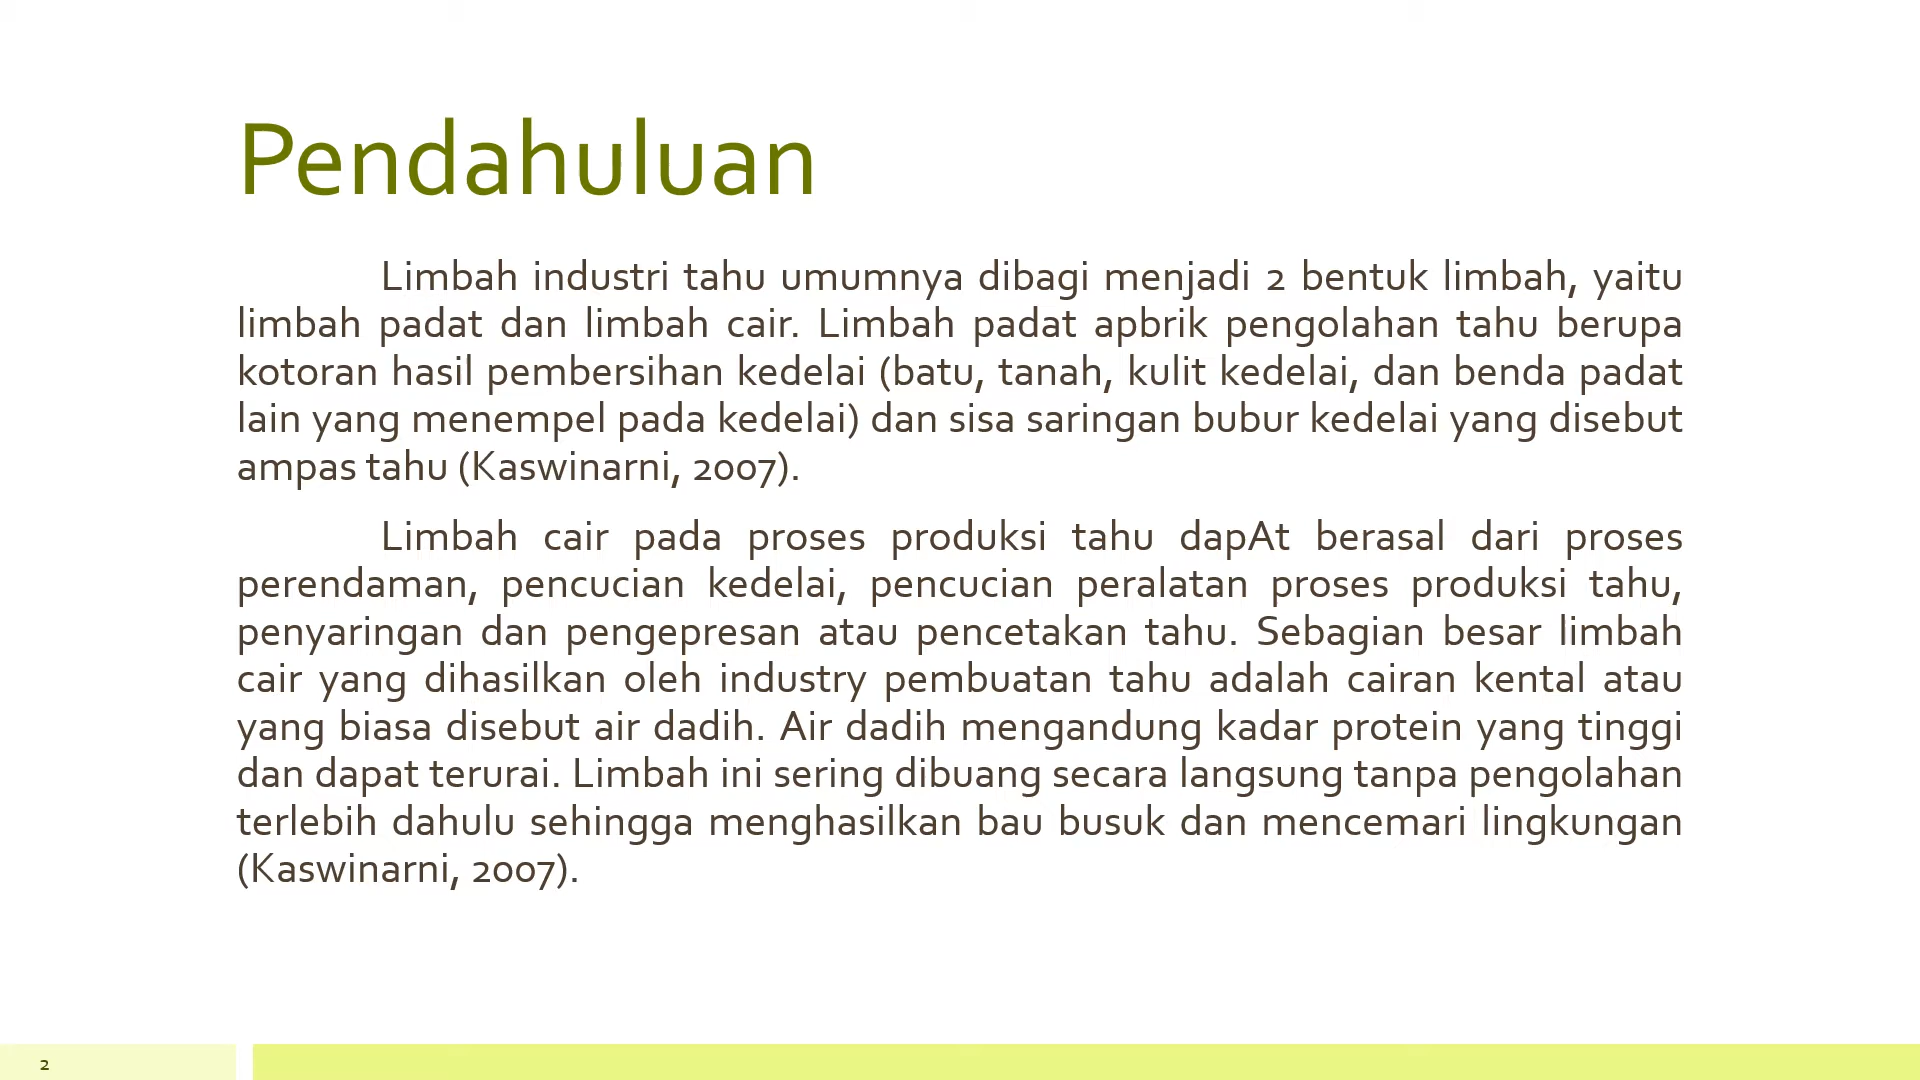 Pendahuluan
Limbah industri tahu umumnya dibagi menjadi 2 bentuk limbah, yaitu
limbah padat dan limbah cair. Limbah padat apbrik pengolahan tahu berupa
kotoran hasil pembersihan kedelai (batu, tanah, kulit kedelai, dan benda padat
lain yang menempel pada kedelai) dan sisa saringan bubur kedelai yang disebut
ampas tahu (Kaswinarni, 2007).
Limbah cair pada proses produksi tahu dapAt berasal dari proses
perendaman, pencucian kedelai, pencucian peralatan proses produksi tahu,
penyaringan dan pengepresan atau pencetakan tahu. Sebagian besar limbah
cair yang dihasilkan oleh industry pembuatan tahu adalah cairan kental atau
yang biasa disebut air dadih. Air dadih mengandung kadar protein yang tinggi
dan dapat terurai. Limbah ini sering dibuang secara langsung tanpa pengolahan
terlebih dahulu sehingga menghasilkan bau busuk dan mencemari lingkungan
(Kaswinarni, 2007).
2